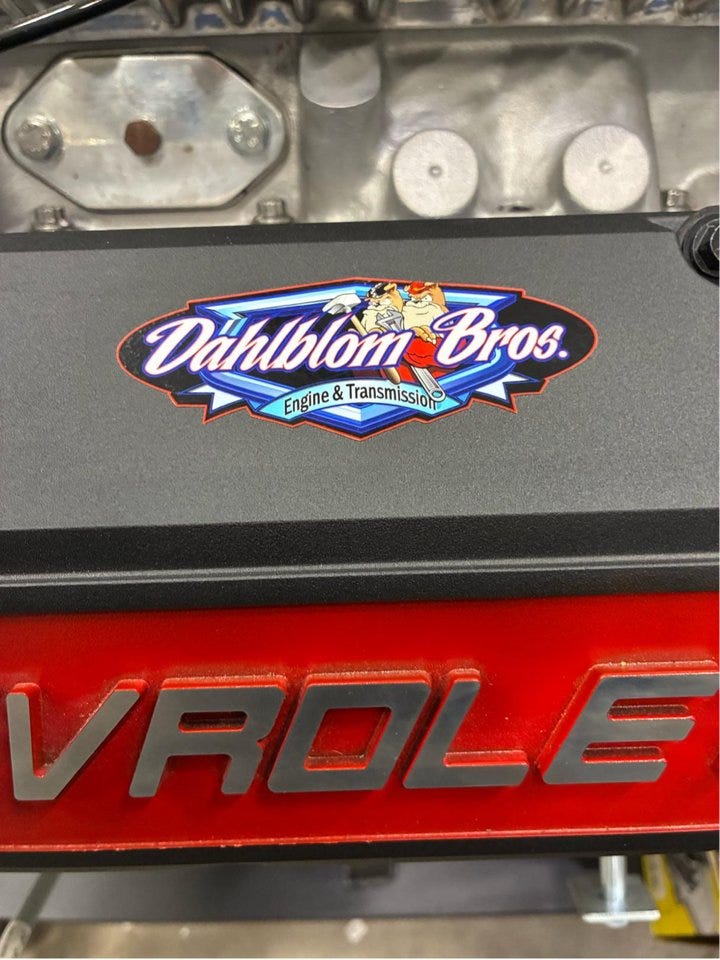 Dahlblom Bros.
Engine & Transmission
VROLE